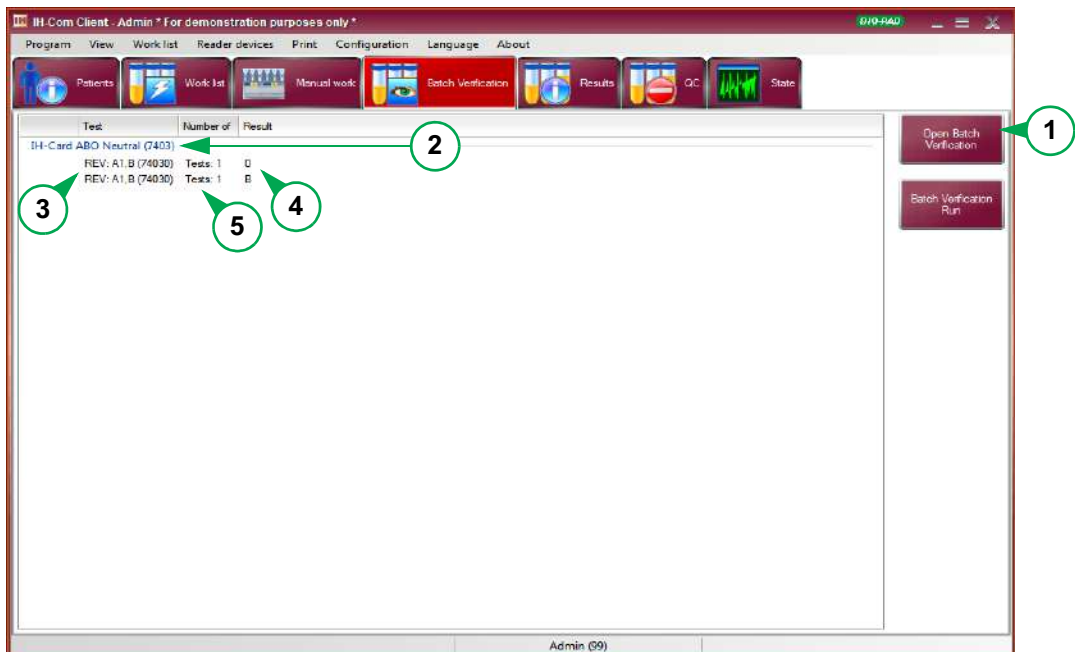 IH-Com Client - Admin * For demonstration purposes only *
BIO-RAD
Program View Work list Reader devices Print Configuration Language About
Patients
Work list
Manual work
Batch Verification
Results
QC
State
Test Number of Result
IH-Card ABO Neutral (7403)
REV: A1,B (74030) Tests: 1 O
REV: A1,B (74030) Tests: 1 B
Open Batch
Verification
Batch Verification
Run
1
2
3
4
5
Admin (99)